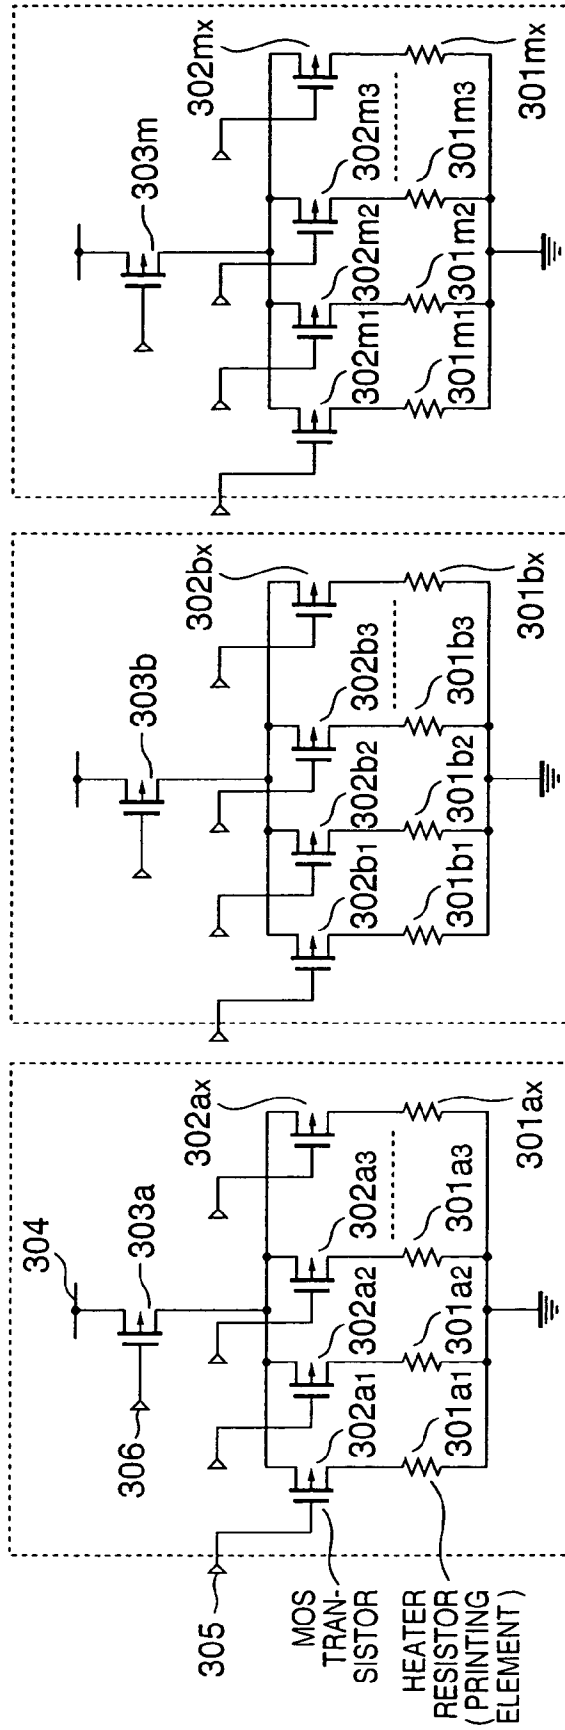 304
303a
306
305
302ax
302a3
302a2
302a1
MOS
TRAN-
SISTOR
301a1
301a2
301a3
301ax
HEATER
RESISTOR
(PRINTING
ELEMENT)
303b
302bx
302b3
302b2
302b1
301b1
301b2
301b3
301bx
303m
302mx
302m3
302m2
302m1
301m1
301m2
301m3
301mx